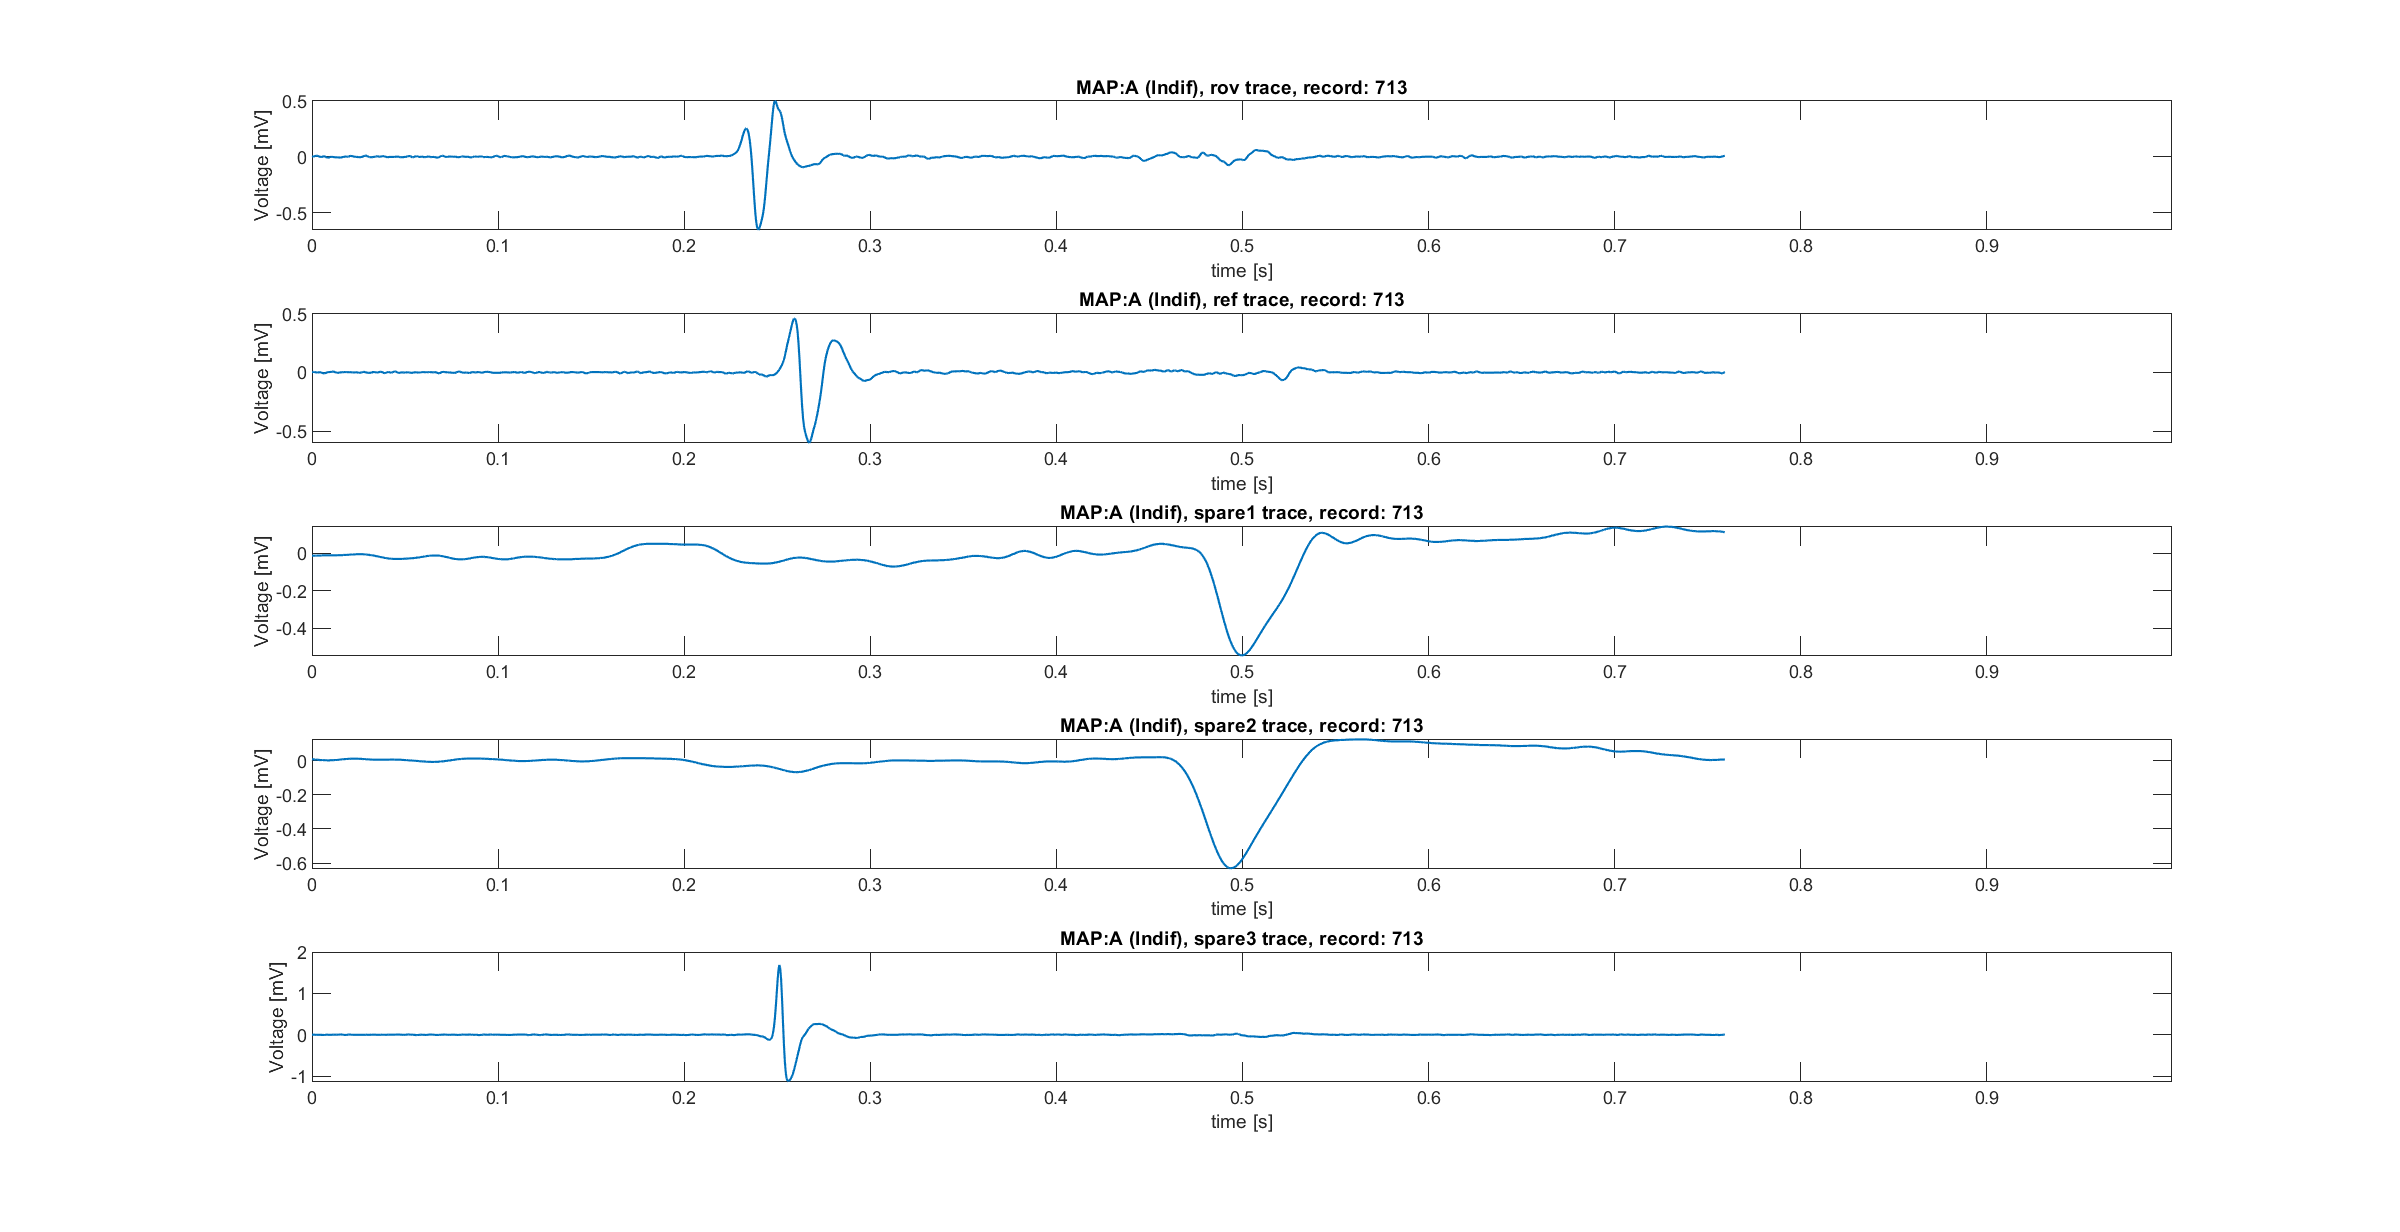 MAP:A (Indif), rov trace, record: 713
Voltage [mV]
0.5
0
-0.5
0 0.1 0.2 0.3 0.4 0.5 0.6 0.7 0.8 0.9
time [s]
MAP:A (Indif), ref trace, record: 713
Voltage [mV]
0.5
0
-0.5
0 0.1 0.2 0.3 0.4 0.5 0.6 0.7 0.8 0.9
time [s]
MAP:A (Indif), spare1 trace, record: 713
Voltage [mV]
0
-0.2
-0.4
0 0.1 0.2 0.3 0.4 0.5 0.6 0.7 0.8 0.9
time [s]
MAP:A (Indif), spare2 trace, record: 713
Voltage [mV]
0
-0.2
-0.4
-0.6
0 0.1 0.2 0.3 0.4 0.5 0.6 0.7 0.8 0.9
time [s]
MAP:A (Indif), spare3 trace, record: 713
Voltage [mV]
2
1
0
-1
0 0.1 0.2 0.3 0.4 0.5 0.6 0.7 0.8 0.9
time [s]